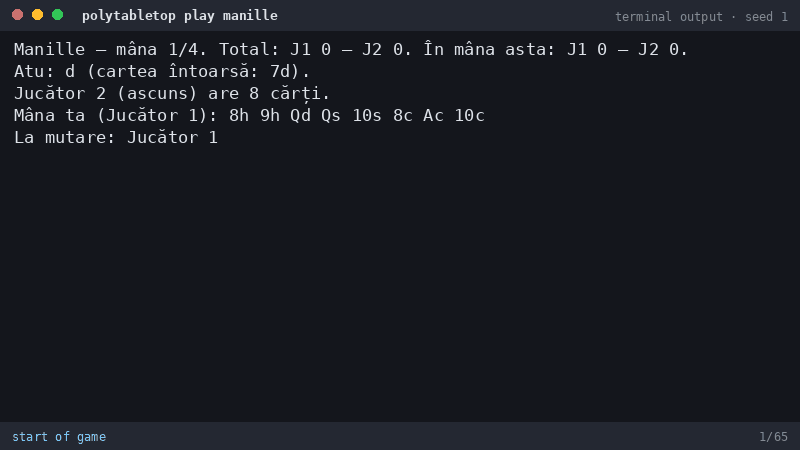 polytabletop play manille
terminal output · seed 1
Manille — mâna 1/4. Total: J1 0 — J2 0. În mâna asta: J1 0 — J2 0.
Atu: d (cartea întoarsă: 7d).
Jucător 2 (ascuns) are 8 cărți.
Mâna ta (Jucător 1): 8h 9h Qd Qs 10s 8c Ac 10c
La mutare: Jucător 1
start of game
1/65